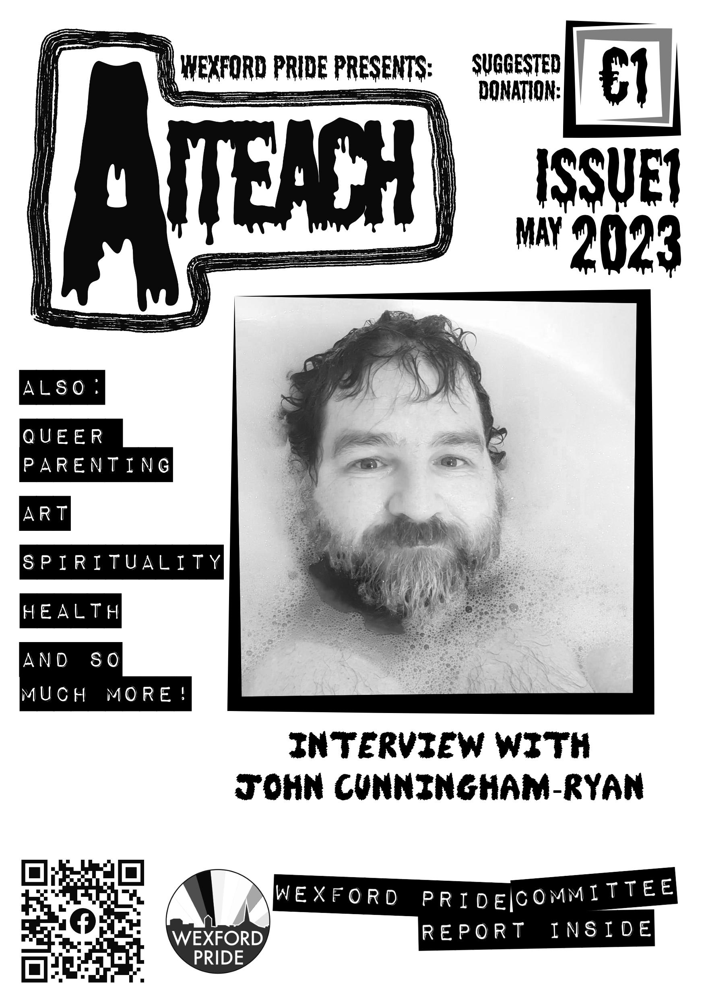 WEXFORD PRIDE PRESENTS:
AITEACH
SUGGESTED
DONATION:
€1
ISSUE1
MAY 2023
ALSO:
QUEER
PARENTING
ART
SPIRITUALITY
HEALTH
AND SO
MUCH MORE!
INTERVIEW WITH
JOHN CUNNINGHAM-RYAN
WEXFORD
PRIDE
WEXFORD PRIDE COMMITTEE
REPORT INSIDE